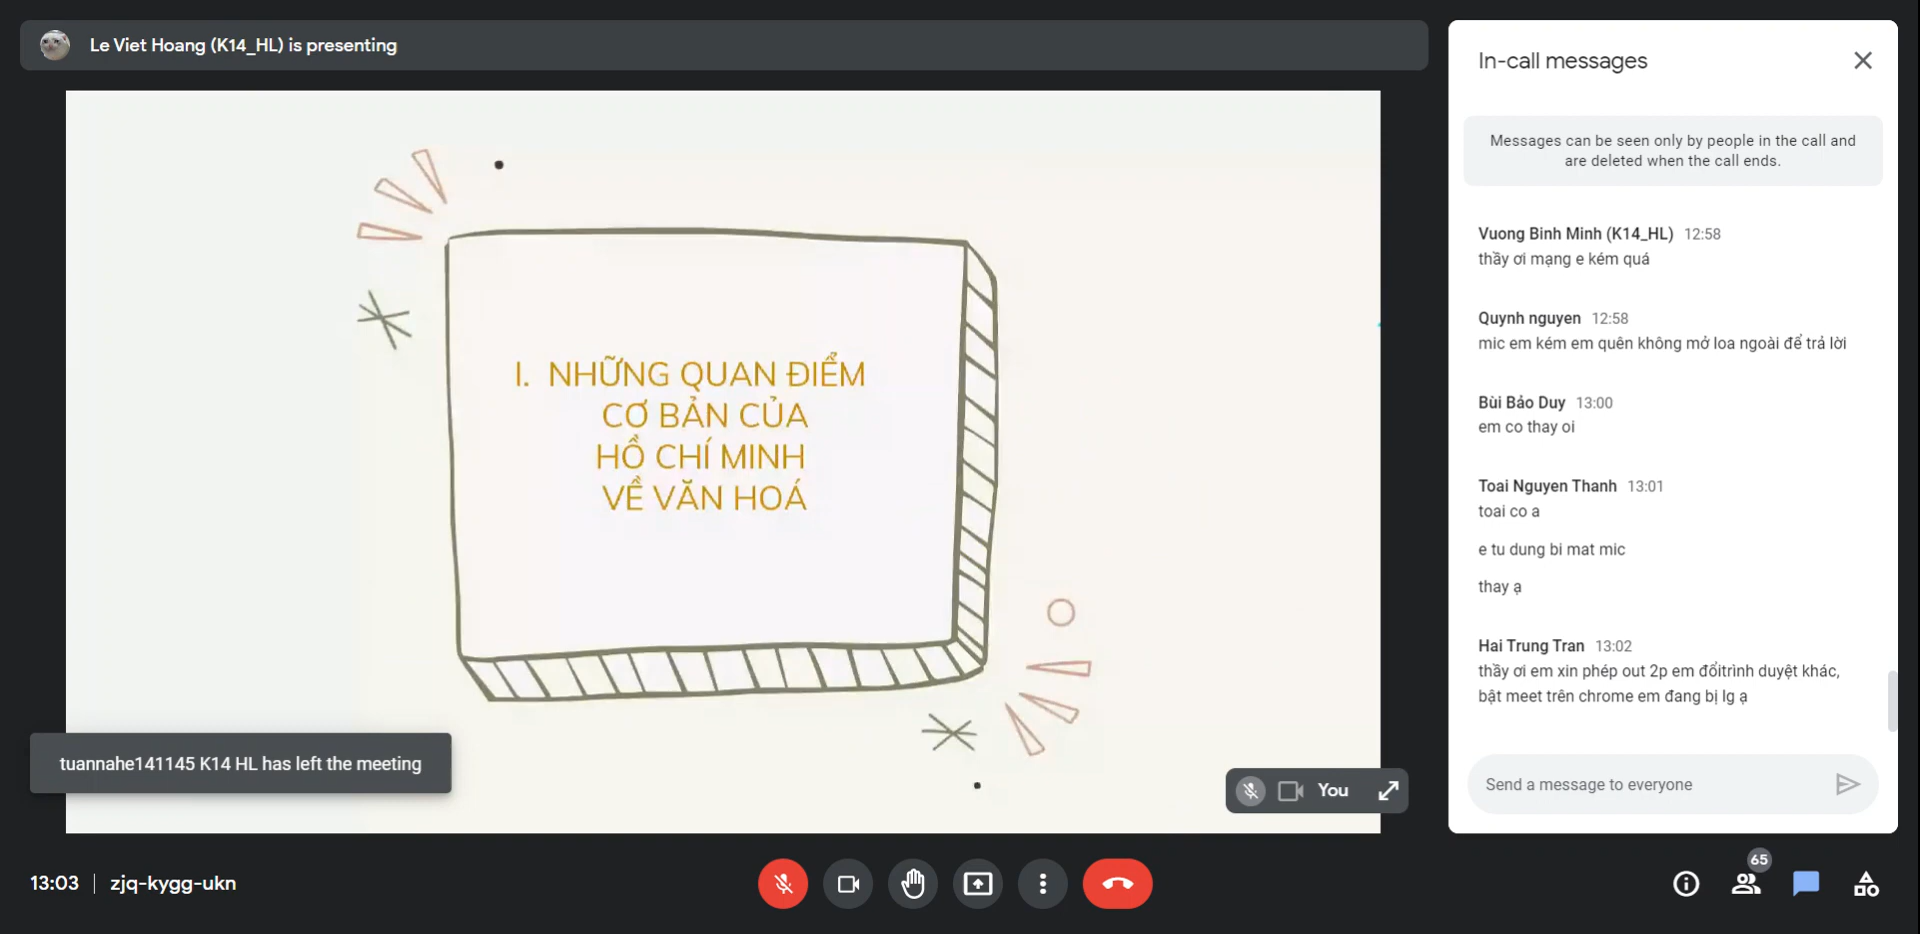 Le Viet Hoang (K14_HL) is presenting
I. NHỮNG QUAN ĐIỂM
CƠ BẢN CỦA
HỒ CHÍ MINH
VỀ VĂN HOÁ
tuannahe141145 K14 HL has left the meeting
You
In-call messages
Messages can be seen only by people in the call and
are deleted when the call ends.
Vuong Binh Minh (K14_HL) 12:58
thầy ơi mạng e kém quá
Quynh nguyen 12:58
mic em kém em quên không mở loa ngoài để trả lời
Bùi Bảo Duy 13:00
em co thay oi
Toai Nguyen Thanh 13:01
toai co a
e tu dung bi mat mic
thay ạ
Hai Trung Tran 13:02
thầy ơi em xin phép out 2p em đổitrình duyệt khác,
bật meet trên chrome em đang bị lg ạ
Send a message to everyone
13:03 | zjq-kygg-ukn
65